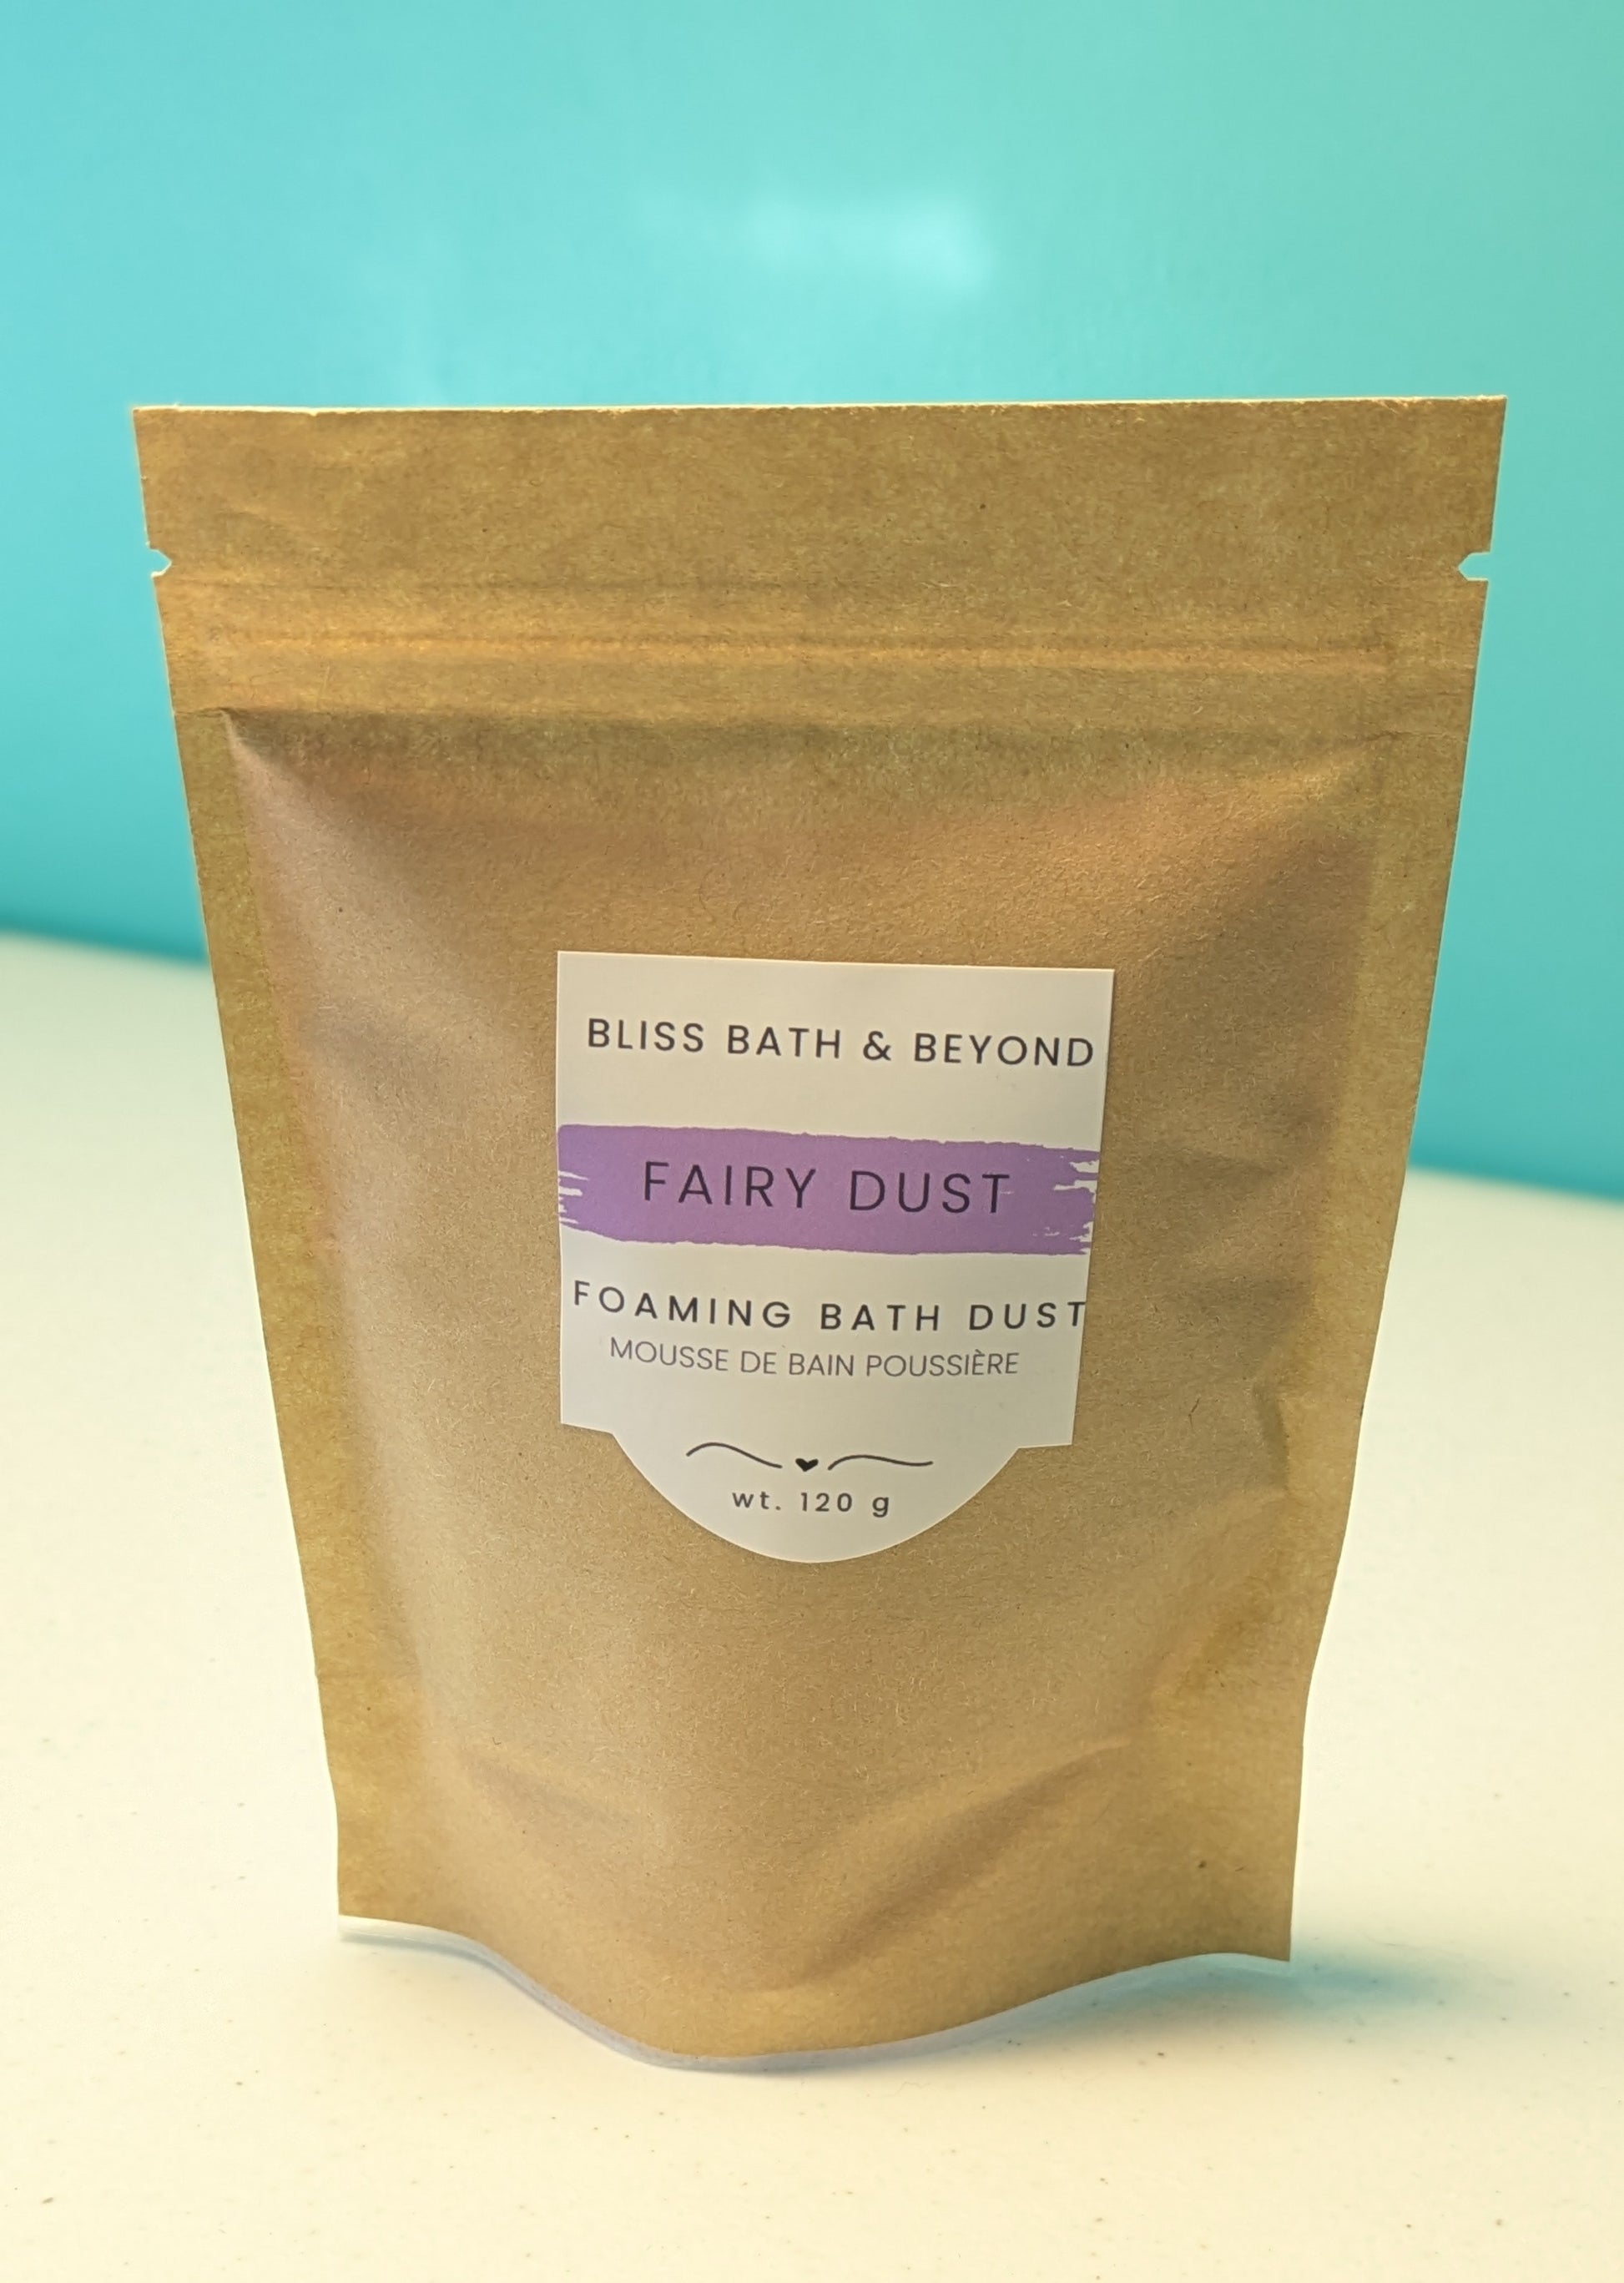 BLISS BATH & BEYOND
FAIRY DUST
FOAMING BATH DUST
MOUSSE DE BAIN POUSSIÈRE
wt. 120 g